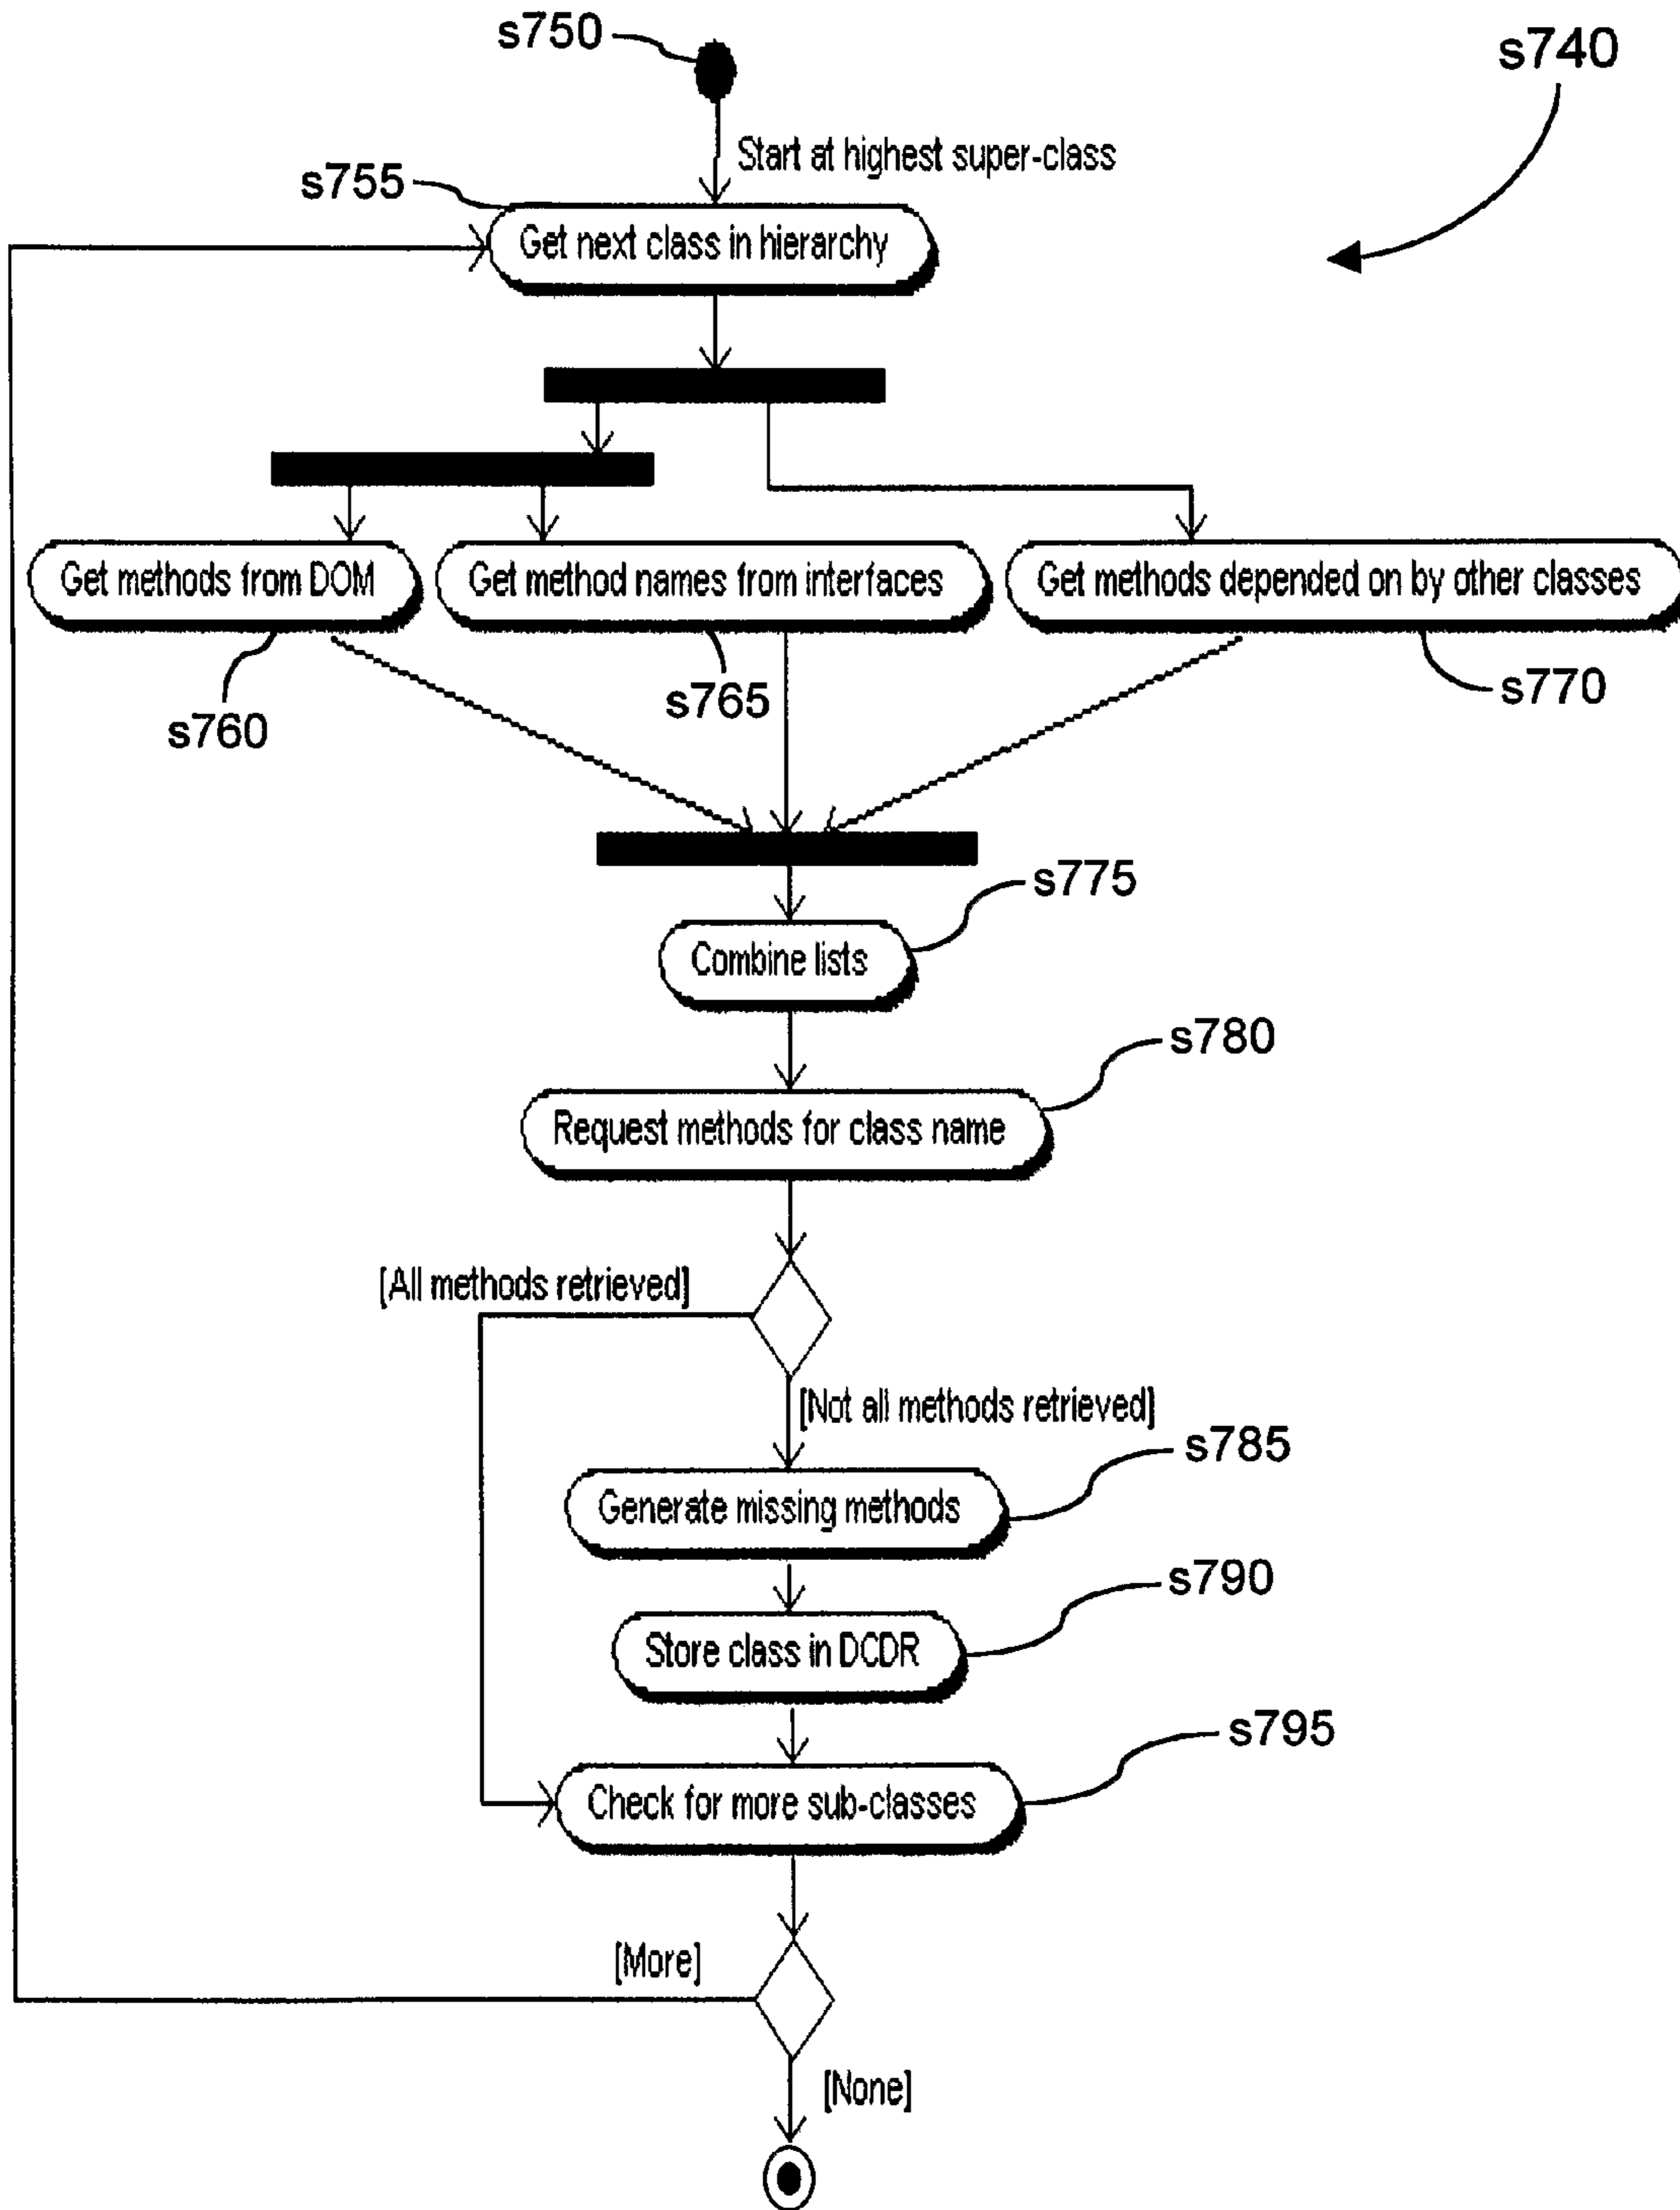 s750
s740
Start at highest super-class
s755
Get next class in hierarchy
Get methods from DOM
Get method names from interfaces
Get methods depended on by other classes
s760
s765
s770
s775
Combine lists
s780
Request methods for class name
[All methods retrieved]
[Not all methods retrieved]
s785
Generate missing methods
s790
Store class in DCDR
s795
Check for more sub-classes
[More]
[None]